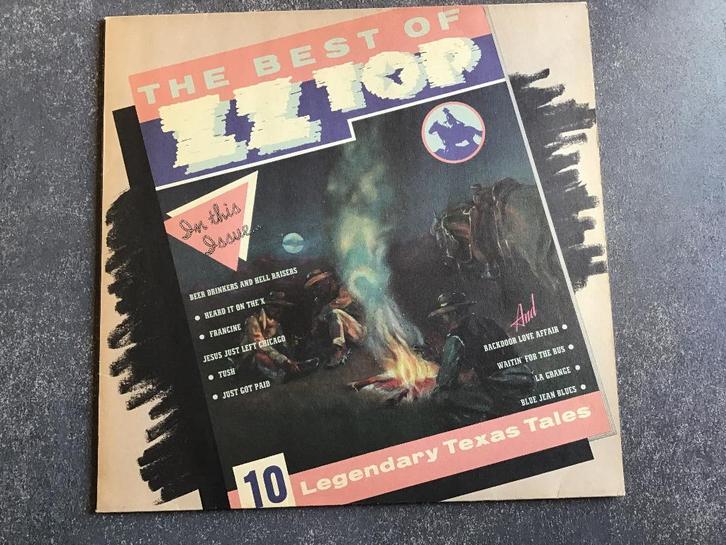 THE BEST OF
ZZ TOP
In this
Issue...
BEER DRINKERS AND HELL RAISERS
• HEARD IT ON THE X
• FRANCINE
JESUS JUST LEFT CHICAGO
• TUSH
• JUST GOT PAID
And
BACKDOOR LOVE AFFAIR •
WAITIN' FOR THE BUS •
LA GRANGE •
BLUE JEAN BLUES •
10 Legendary Texas Tales